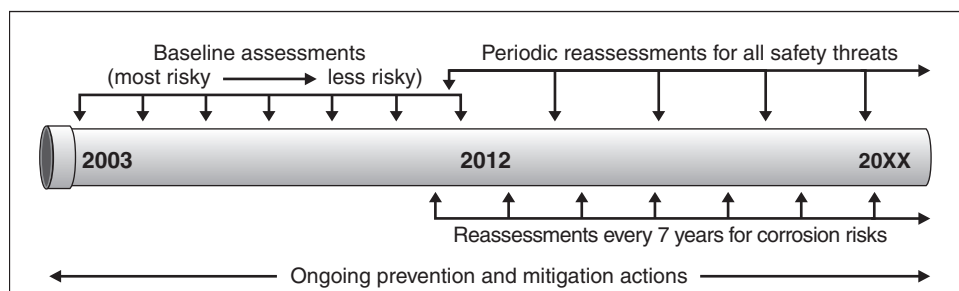 Baseline assessments
(most risky less risky)
Periodic reassessments for all safety threats
2003 2012 20XX
Reassessments every 7 years for corrosion risks
Ongoing prevention and mitigation actions